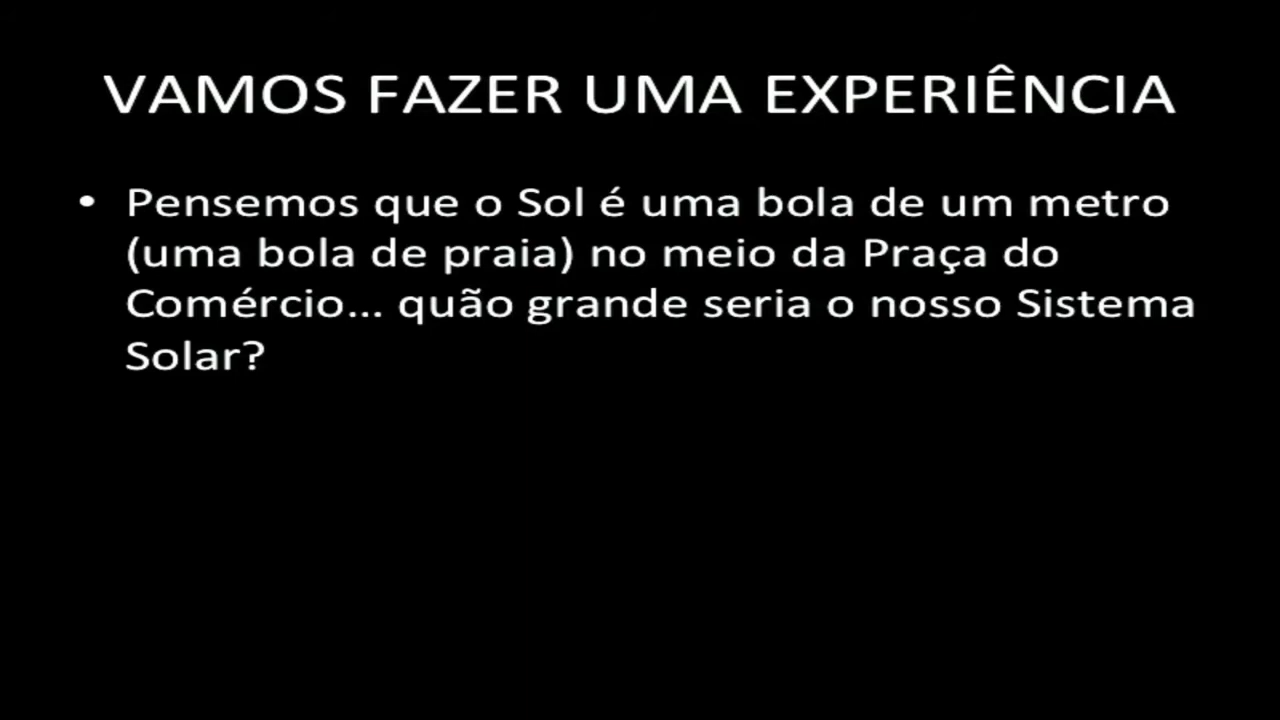 VAMOS FAZER UMA EXPERIÊNCIA
• Pensemos que o Sol é uma bola de um metro
(uma bola de praia) no meio da Praça do
Comércio... quão grande seria o nosso Sistema
Solar?